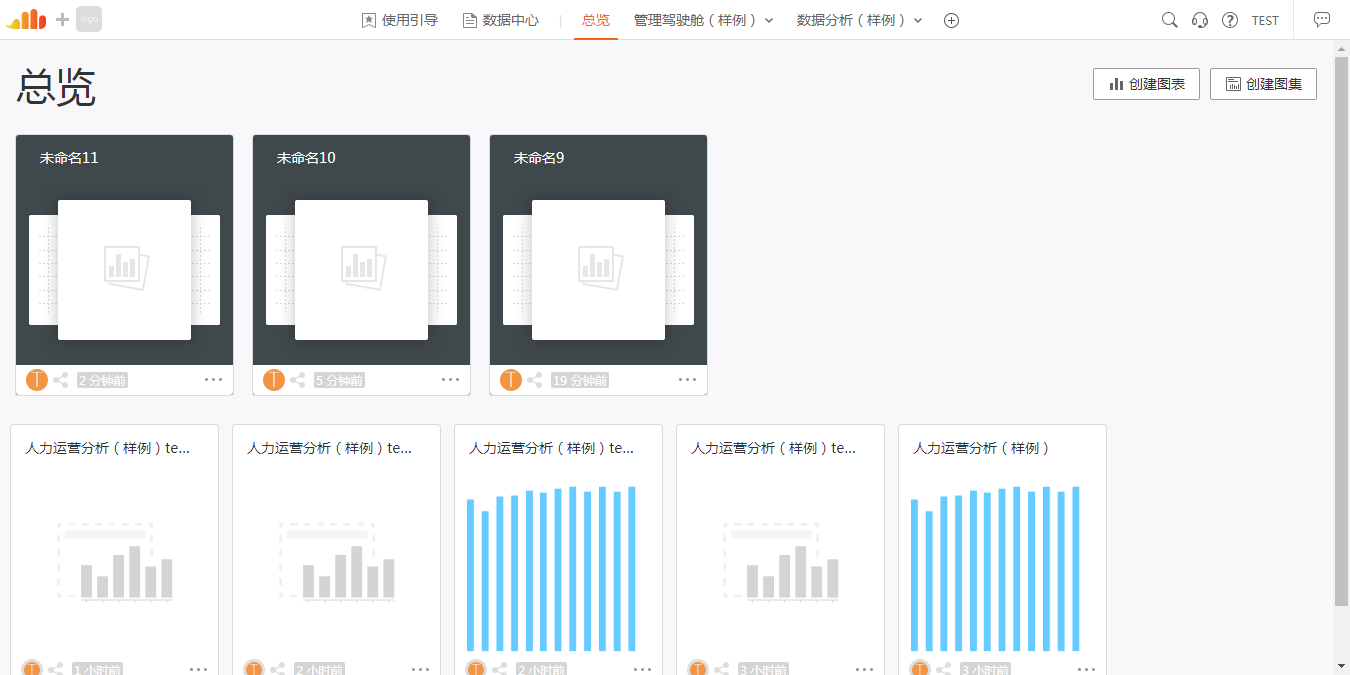 logo 使用引导 数据中心 | 总览 管理驾驶舱（样例） 数据分析（样例） TEST
总览
创建图表 创建图集
未命名11 未命名10 未命名9
T 2 分钟前 T 5 分钟前 T 19 分钟前
人力运营分析（样例）te... 人力运营分析（样例）te... 人力运营分析（样例）te... 人力运营分析（样例）te... 人力运营分析（样例）
T 1 小时前 T 2 小时前 T 2 小时前 T 3 小时前 T 3 小时前